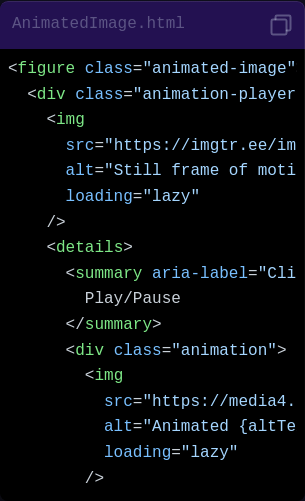 AnimatedImage.html
<figure class="animated-image"
<div class="animation-player
<img
src="https://imgtr.ee/im
alt="Still frame of moti
loading="lazy"
/>
<details>
<summary aria-label="Cli
Play/Pause
</summary>
<div class="animation">
<img
src="https://media4.
alt="Animated {altTe
loading="lazy"
/>